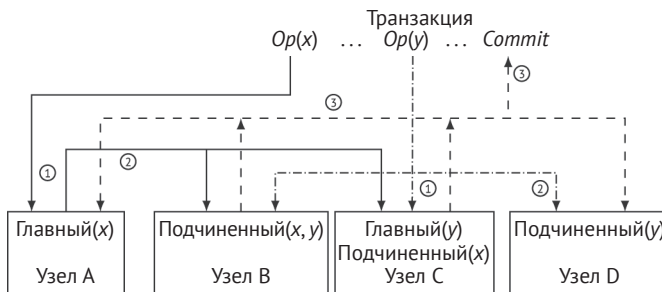 Транзакция
Op(x) ... Op(y) ... Commit
③
③
① ②
① ②
Главный(x) Подчиненный(x, y) Главный(y) Подчиненный(y)
Подчиненный(x)
Узел A Узел B Узел C Узел D